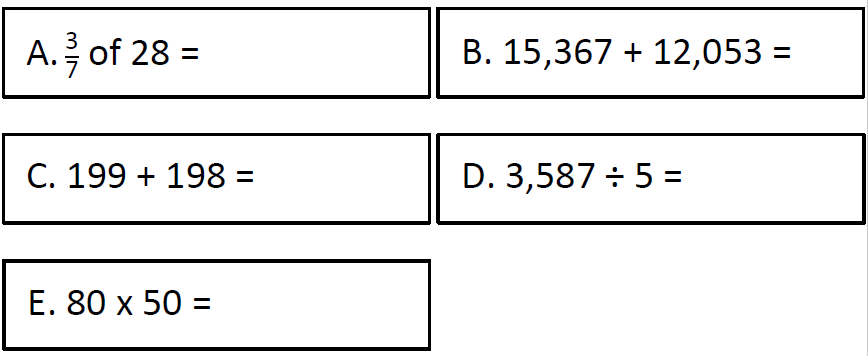 A. 3/7 of 28 =
B. 15,367 + 12,053 =
C. 199 + 198 =
D. 3,587 ÷ 5 =
E. 80 x 50 =